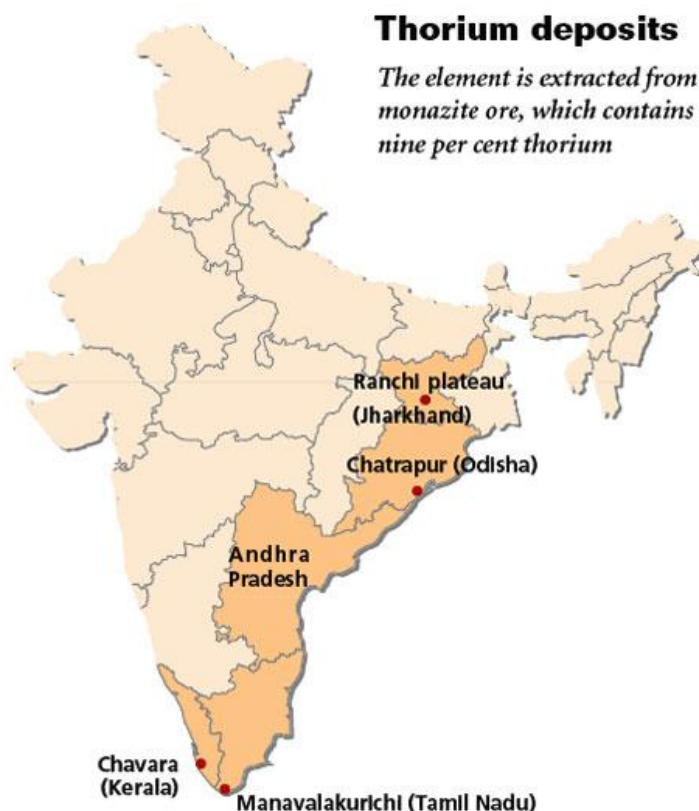 Thorium deposits
The element is extracted from
monazite ore, which contains
nine per cent thorium
Ranchi plateau
(Jharkhand)
Chatrapur (Odisha)
Andhra
Pradesh
Chavara
(Kerala)
Manavalakurichi (Tamil Nadu)